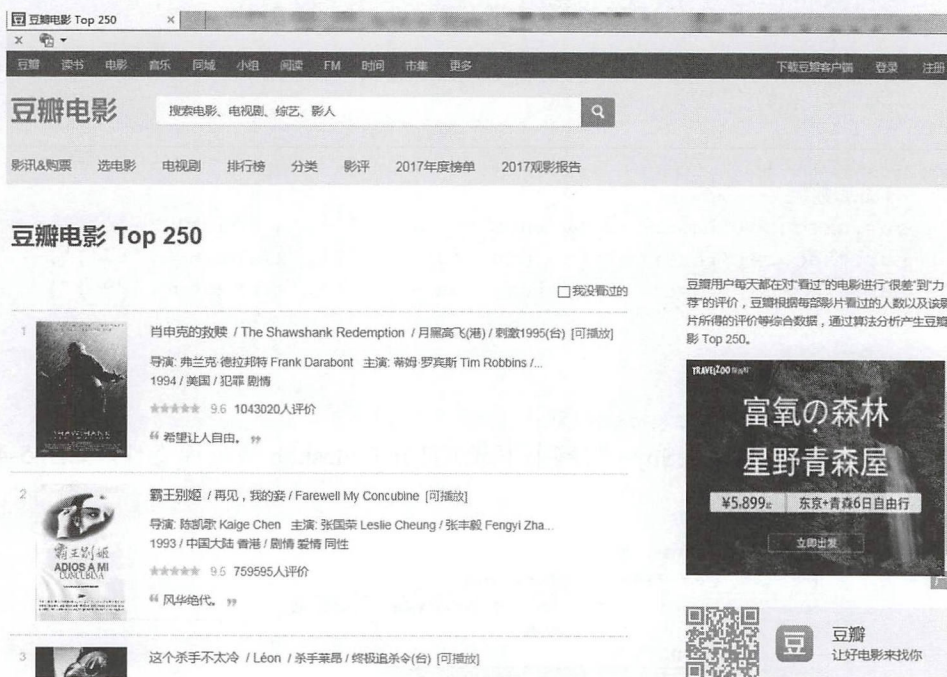 豆瓣电影 Top 250
豆瓣 读书 电影 音乐 同城 小组 阅读 FM 时间 市集 更多 下载豆瓣客户端 登录 注册
豆瓣电影
搜索电影、电视剧、综艺、影人
影讯&购票 选电影 电视剧 排行榜 分类 影评 2017年度榜单 2017观影报告
豆瓣电影 Top 250
我没看过的
1
肖申克的救赎 / The Shawshank Redemption / 月黑高飞(港) / 刺激1995(台) [可播放]
导演: 弗兰克·德拉邦特 Frank Darabont 主演: 蒂姆·罗宾斯 Tim Robbins /...
1994 / 美国 / 犯罪 剧情
9.6 1043020人评价
“ 希望让人自由。 ”
2
霸王别姬 / 再见，我的妾 / Farewell My Concubine [可播放]
导演: 陈凯歌 Kaige Chen 主演: 张国荣 Leslie Cheung / 张丰毅 Fengyi Zha...
1993 / 中国大陆 香港 / 剧情 爱情 同性
9.5 759595人评价
“ 风华绝代。 ”
霸王别姬
ADIOS A MI
CONCUBINA
3
这个杀手不太冷 / Léon / 杀手莱昂 / 终极追杀令(台) [可播放]
豆瓣用户每天都在对“看过”的电影进行“很差”到“力
荐”的评价，豆瓣根据每部影片看过的人数以及该影
片所得的评价等综合数据，通过算法分析产生豆瓣电
影 Top 250。
TRAVELZOO
富氧の森林
星野青森屋
¥5,899起 东京+青森6日自由行
立即出发
豆
豆瓣
让好电影来找你